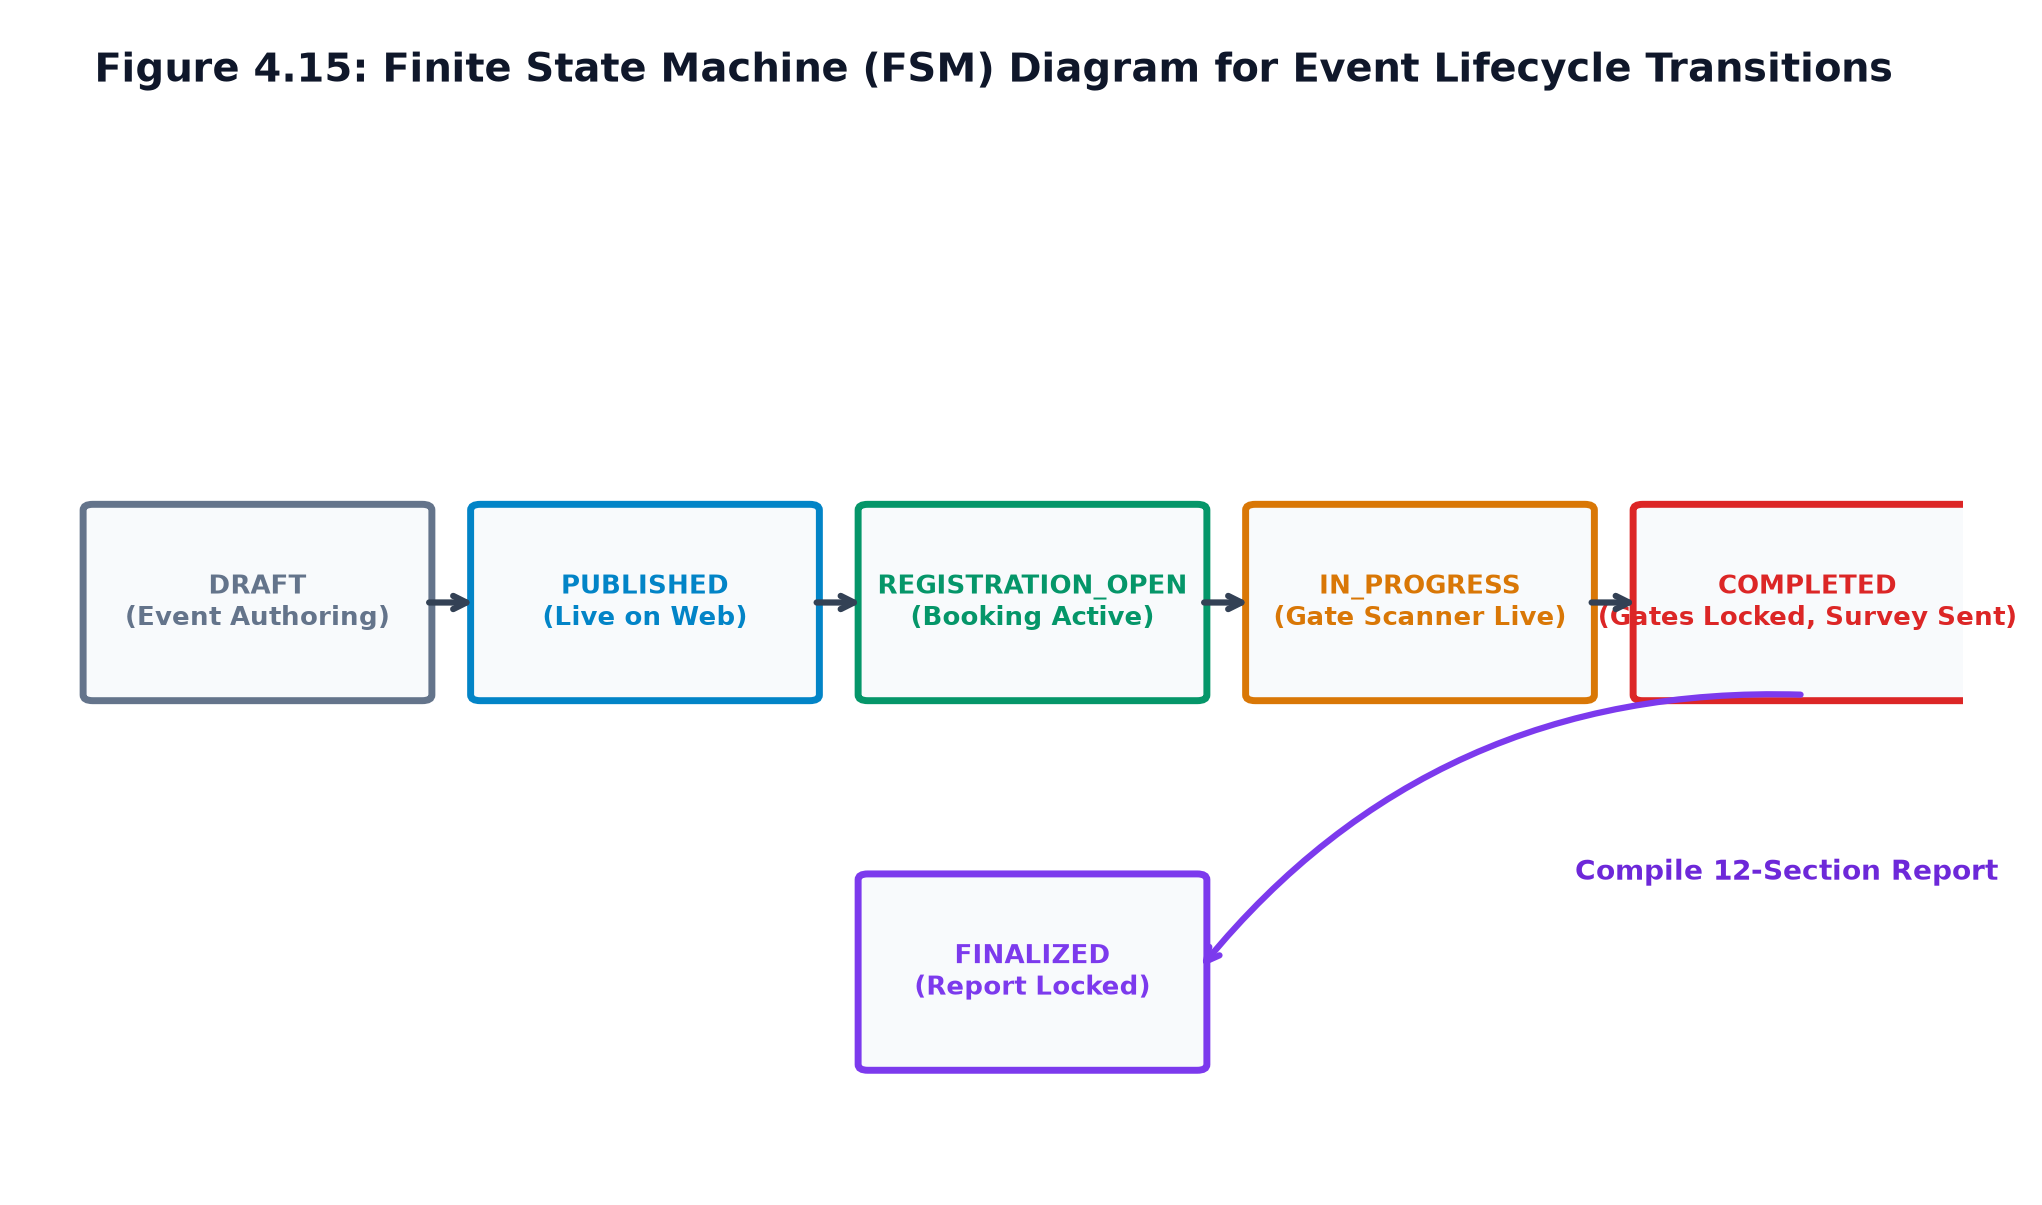 Figure 4.15: Finite State Machine (FSM) Diagram for Event Lifecycle Transitions
DRAFT
(Event Authoring)
PUBLISHED
(Live on Web)
REGISTRATION_OPEN
(Booking Active)
IN_PROGRESS
(Gate Scanner Live)
COMPLETED
(Gates Locked, Survey Sent)
Compile 12-Section Report
FINALIZED
(Report Locked)